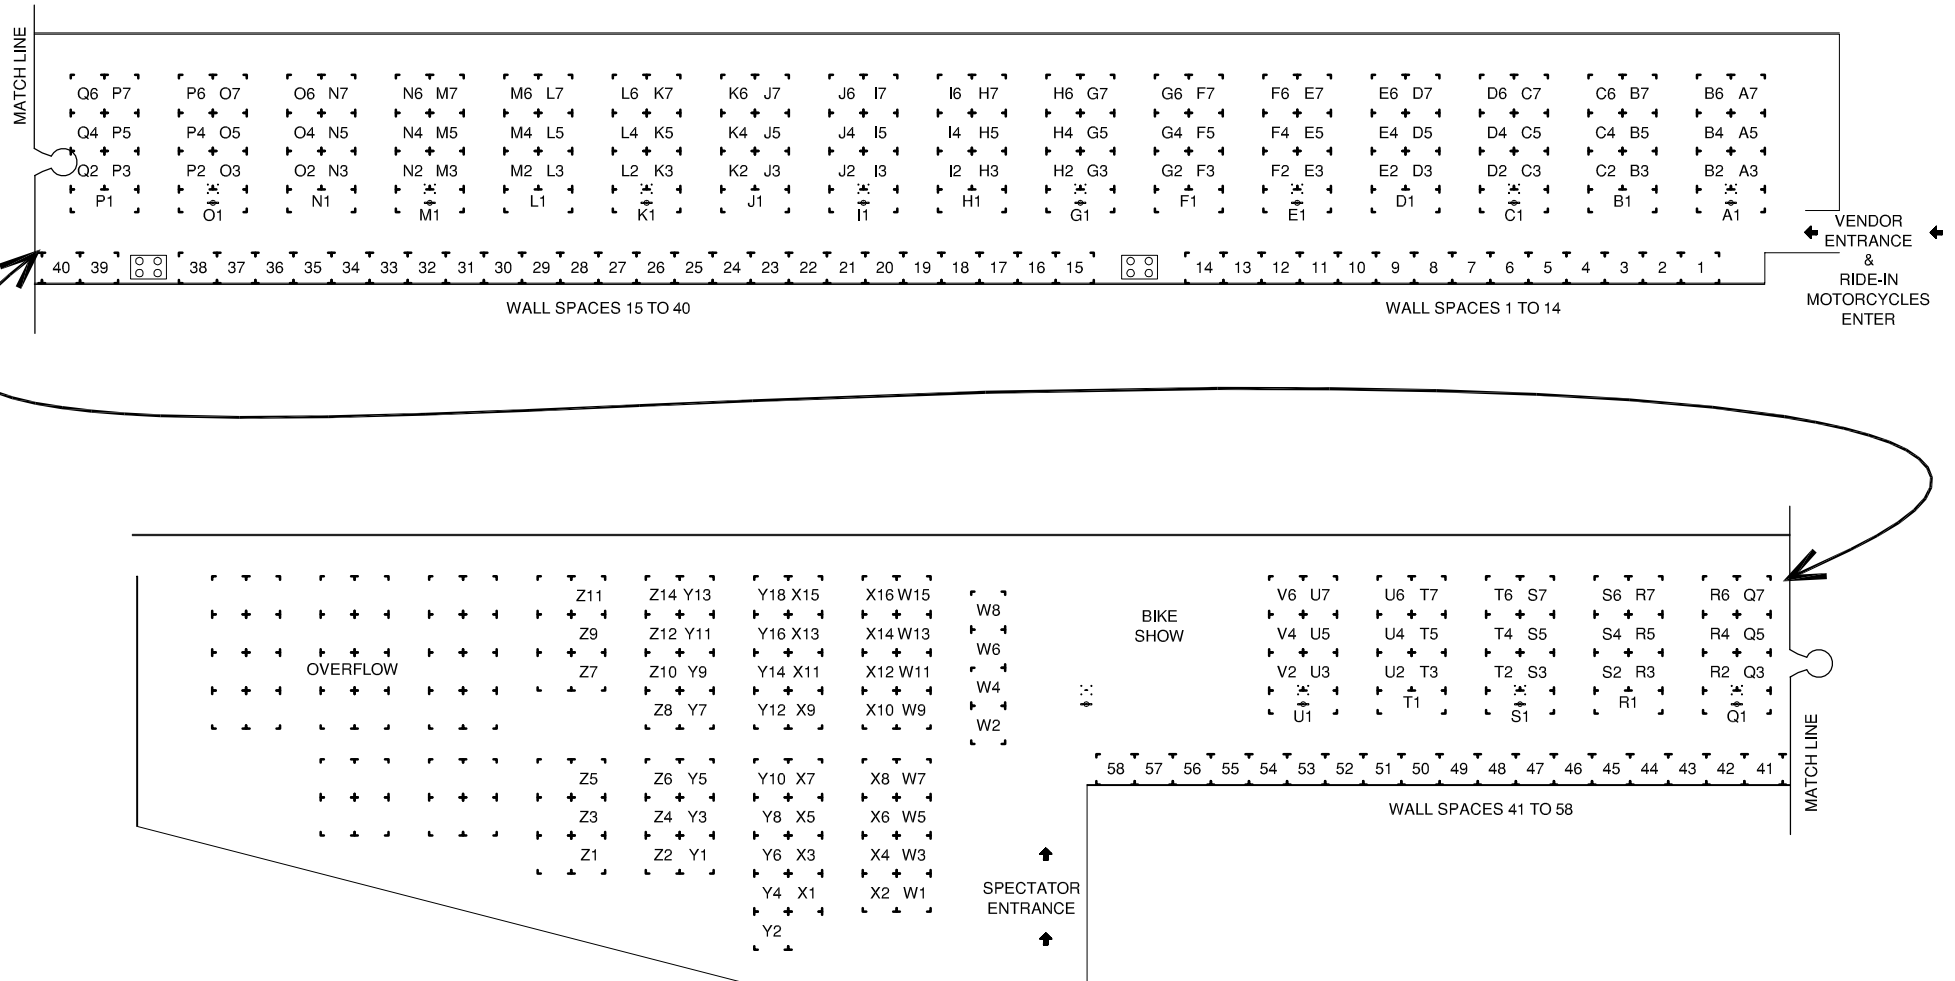 MATCH LINE
Q6 P7 P6 O7 O6 N7 N6 M7 M6 L7 L6 K7 K6 J7 J6 I7 I6 H7 H6 G7 G6 F7 F6 E7 E6 D7 D6 C7 C6 B7 B6 A7
Q4 P5 P4 O5 O4 N5 N4 M5 M4 L5 L4 K5 K4 J5 J4 I5 I4 H5 H4 G5 G4 F5 F4 E5 E4 D5 D4 C5 C4 B5 B4 A5
Q2 P3 P2 O3 O2 N3 N2 M3 M2 L3 L2 K3 K2 J3 J2 I3 I2 H3 H2 G3 G2 F3 F2 E3 E2 D3 D2 C3 C2 B3 B2 A3
P1 O1 N1 M1 L1 K1 J1 I1 H1 G1 F1 E1 D1 C1 B1 A1
VENDOR
ENTRANCE
&
RIDE-IN
MOTORCYCLES
ENTER
40 39 38 37 36 35 34 33 32 31 30 29 28 27 26 25 24 23 22 21 20 19 18 17 16 15 14 13 12 11 10 9 8 7 6 5 4 3 2 1
WALL SPACES 15 TO 40
WALL SPACES 1 TO 14
Z11 Z14 Y13 Y18 X15 X16 W15
Z9 Z12 Y11 Y16 X13 X14 W13
Z7 Z10 Y9 Y14 X11 X12 W11
Z8 Y7 Y12 X9 X10 W9
OVERFLOW
W8
W6
W4
W2
BIKE
SHOW
V6 U7 U6 T7 T6 S7 S6 R7 R6 Q7
V4 U5 U4 T5 T4 S5 S4 R5 R4 Q5
V2 U3 U2 T3 T2 S3 S2 R3 R2 Q3
U1 T1 S1 R1 Q1
Z5 Z6 Y5 Y10 X7 X8 W7
Z3 Z4 Y3 Y8 X5 X6 W5
Z1 Z2 Y1 Y6 X3 X4 W3
Y4 X1 X2 W1
Y2
58 57 56 55 54 53 52 51 50 49 48 47 46 45 44 43 42 41
WALL SPACES 41 TO 58
MATCH LINE
SPECTATOR
ENTRANCE